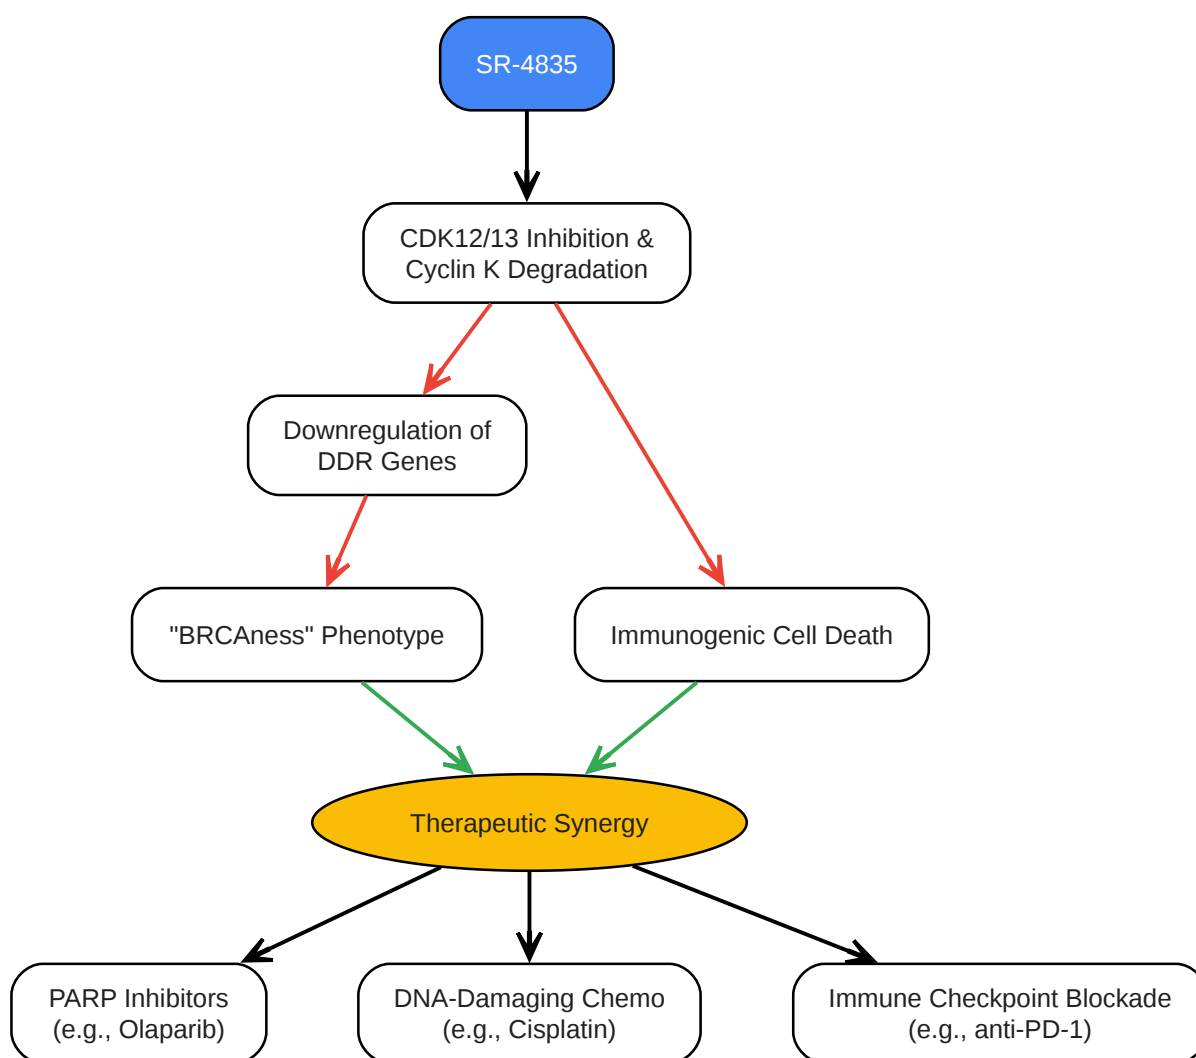 SR-4835
CDK12/13 Inhibition &
Cyclin K Degradation
Downregulation of
DDR Genes
"BRCAness" Phenotype
Immunogenic Cell Death
Therapeutic Synergy
PARP Inhibitors
(e.g., Olaparib)
DNA-Damaging Chemo
(e.g., Cisplatin)
Immune Checkpoint Blockade
(e.g., anti-PD-1)